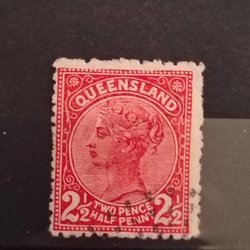 QUEENSLAND
2½ TWO PENCE 2½
HALF PENNY